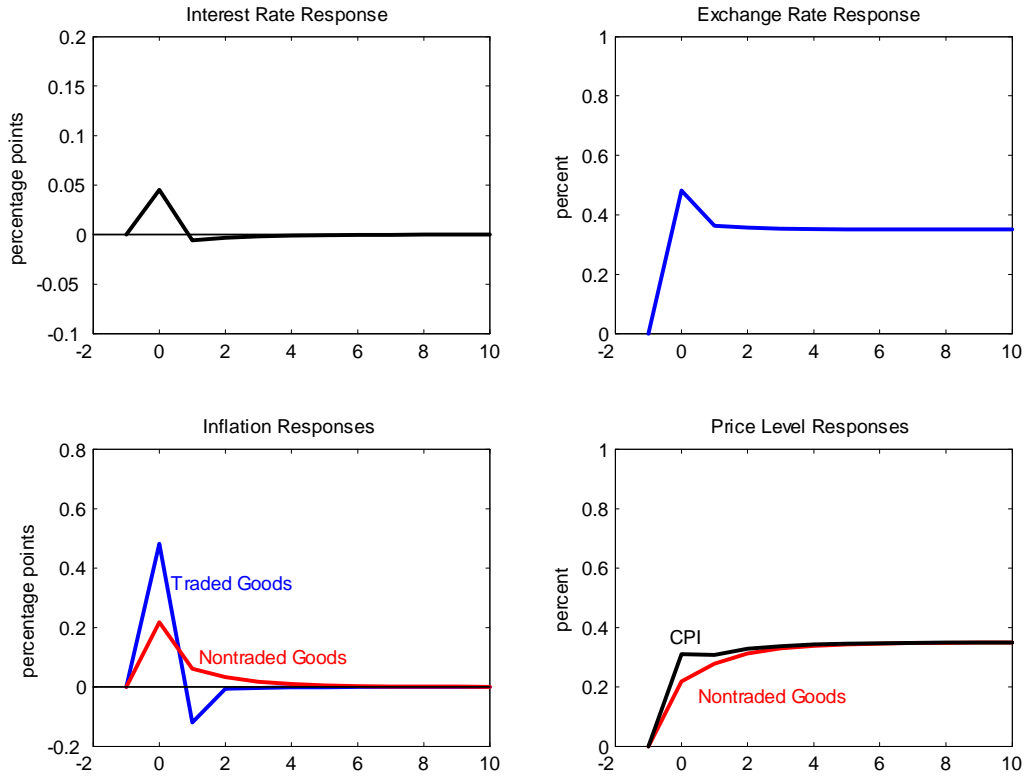 Interest Rate Response
percentage points
0.2
0.15
0.1
0.05
0
-0.05
-0.1
-2 0 2 4 6 8 10
Exchange Rate Response
percent
1
0.8
0.6
0.4
0.2
0
-2 0 2 4 6 8 10
Inflation Responses
percentage points
0.8
0.6
0.4
0.2
0
-0.2
Traded Goods
Nontraded Goods
-2 0 2 4 6 8 10
Price Level Responses
percent
1
0.8
0.6
0.4
0.2
0
CPI
Nontraded Goods
-2 0 2 4 6 8 10